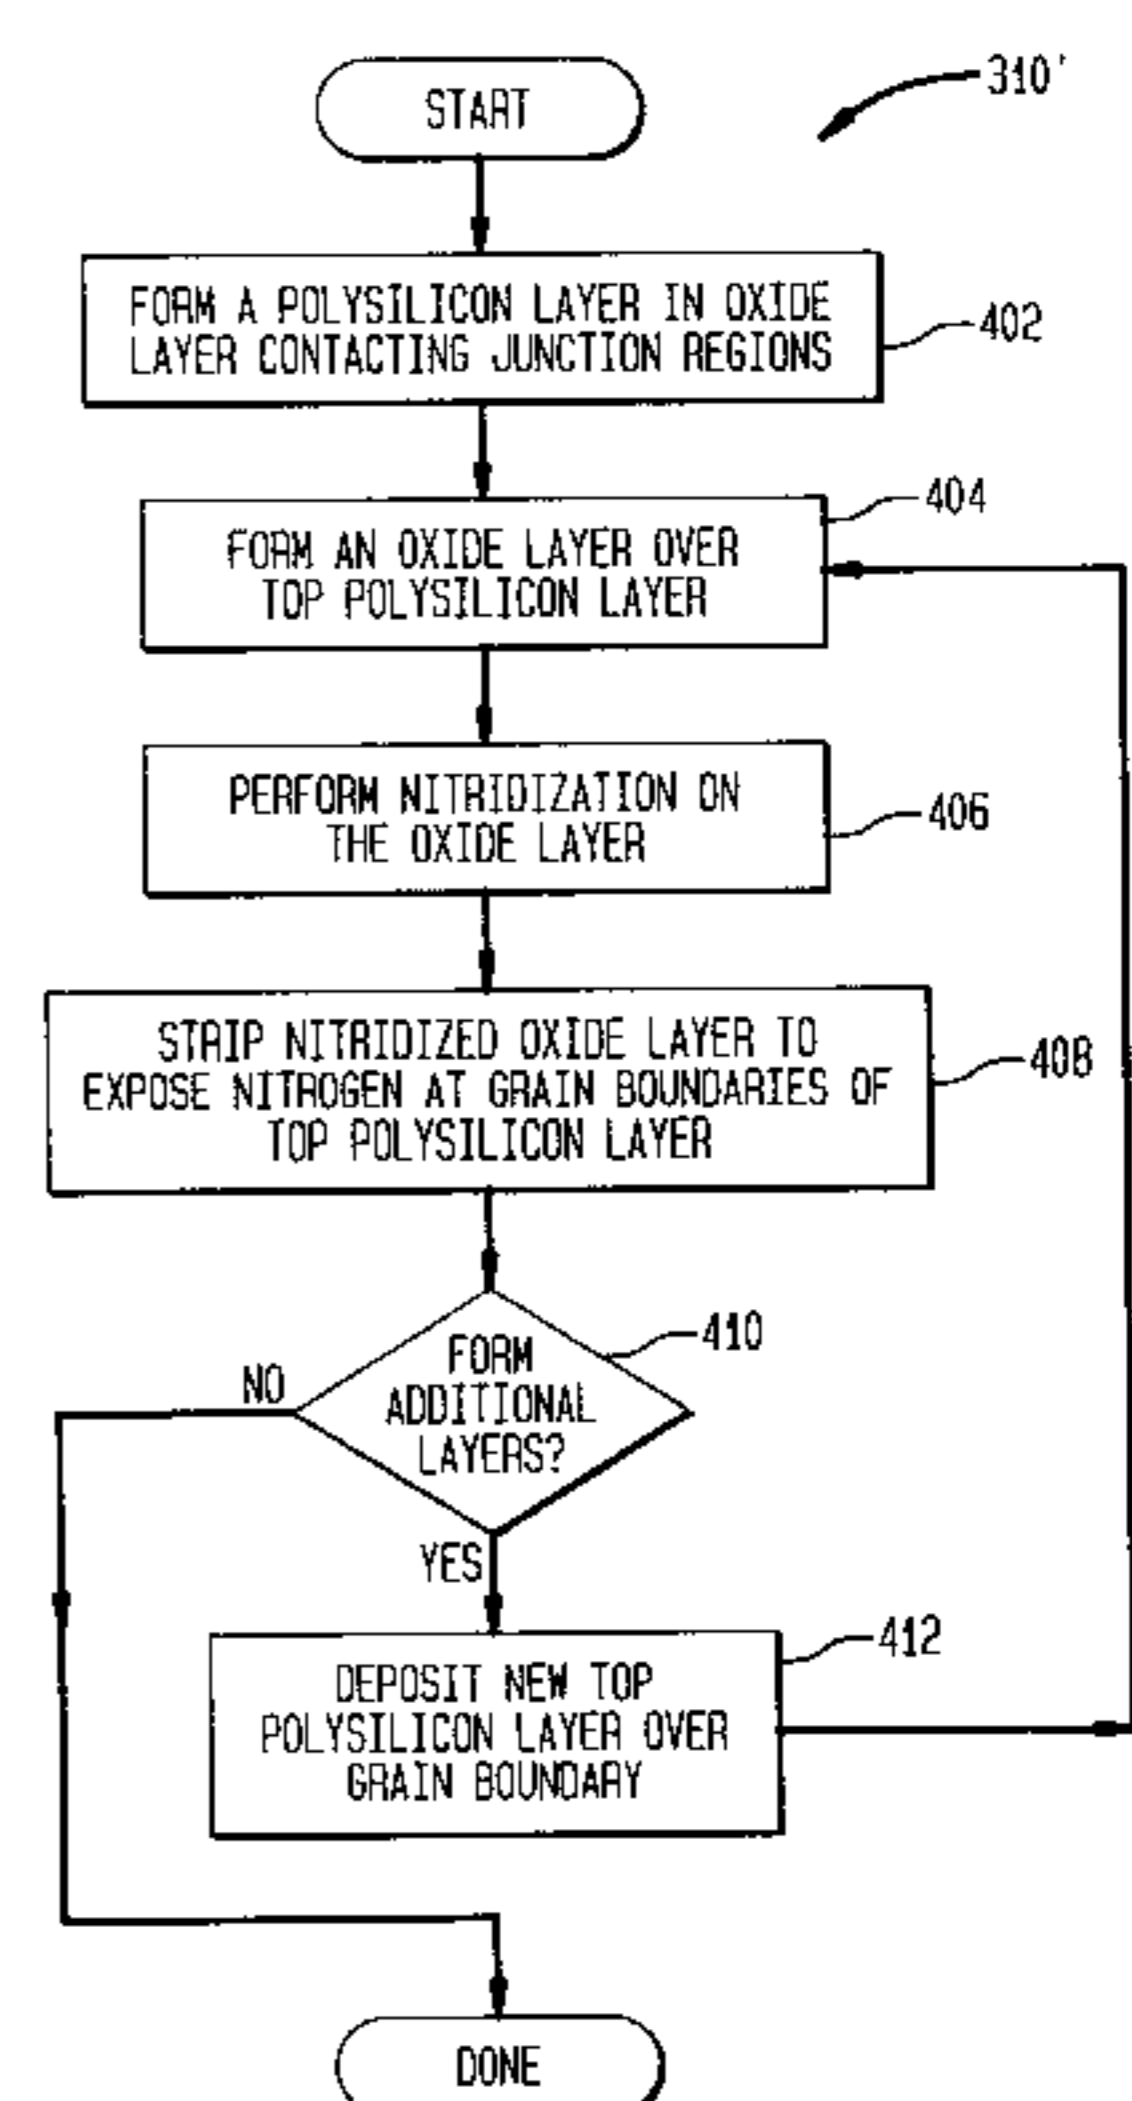 START
310'
FORM A POLYSILICON LAYER IN OXIDE
LAYER CONTACTING JUNCTION REGIONS
402
404
FORM AN OXIDE LAYER OVER
TOP POLYSILICON LAYER
PERFORM NITRIDIZATION ON
THE OXIDE LAYER
406
STRIP NITRIDIZED OXIDE LAYER TO
EXPOSE NITROGEN AT GRAIN BOUNDARIES OF
TOP POLYSILICON LAYER
408
410
FORM
ADDITIONAL
LAYERS?
NO
YES
412
DEPOSIT NEW TOP
POLYSILICON LAYER OVER
GRAIN BOUNDARY
DONE